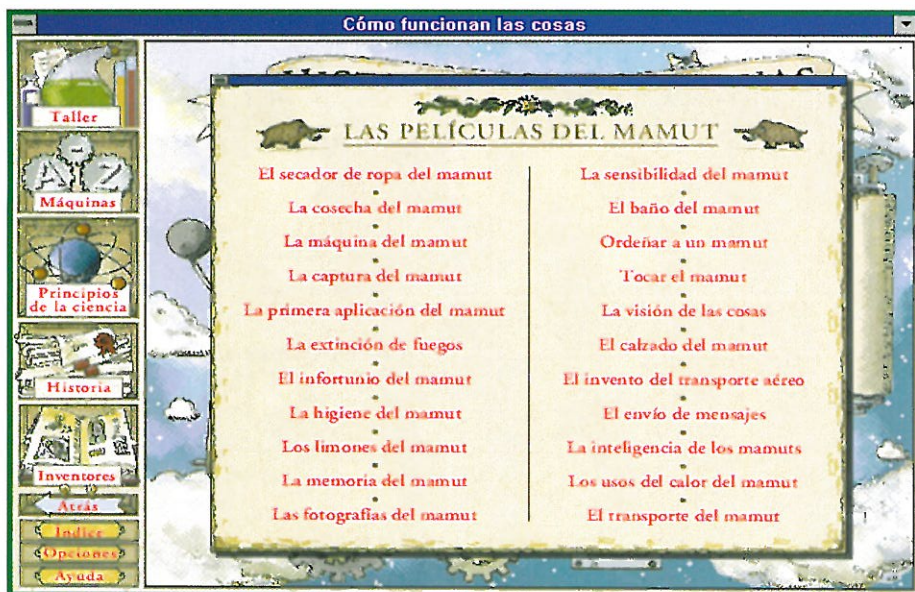 Cómo funcionan las cosas
Taller
A - Z
Máquinas
Principios
de la ciencia
Historia
Inventores
Atrás
Índice
Opciones
Ayuda
LAS PELÍCULAS DEL MAMUT
El secador de ropa del mamut
La cosecha del mamut
La máquina del mamut
La captura del mamut
La primera aplicación del mamut
La extinción de fuegos
El infortunio del mamut
La higiene del mamut
Los limones del mamut
La memoria del mamut
Las fotografías del mamut
La sensibilidad del mamut
El baño del mamut
Ordeñar a un mamut
Tocar el mamut
La visión de las cosas
El calzado del mamut
El invento del transporte aéreo
El envío de mensajes
La inteligencia de los mamuts
Los usos del calor del mamut
El transporte del mamut